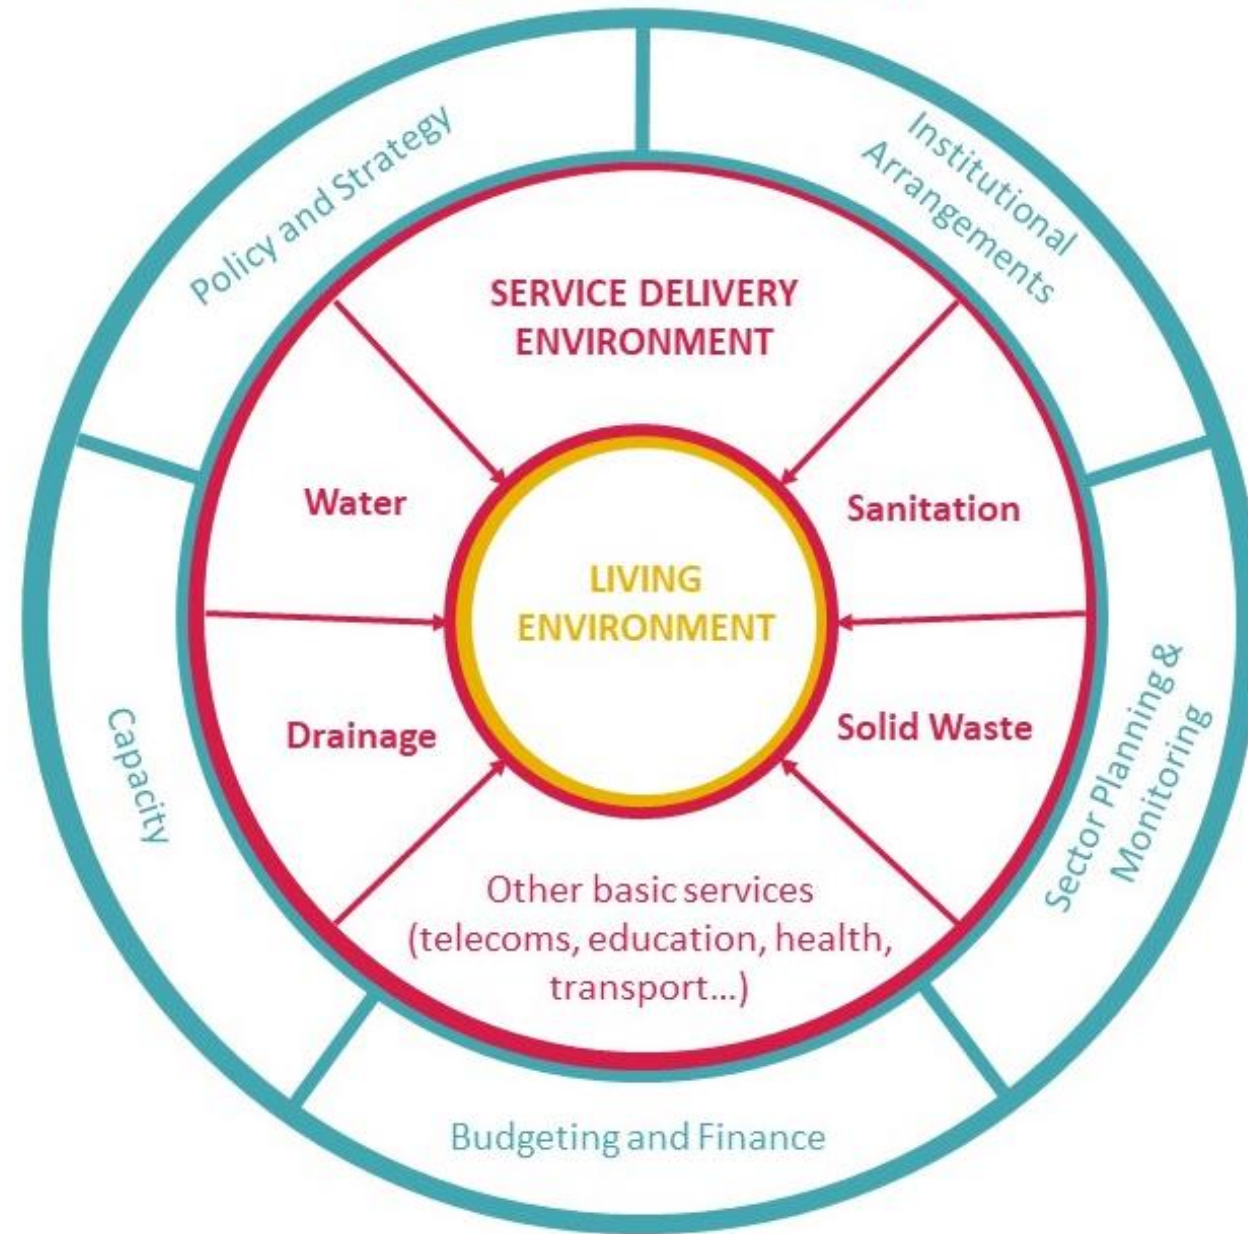 Policy and Strategy
Institutional
Arrangements
SERVICE DELIVERY
ENVIRONMENT
Water
Sanitation
LIVING
ENVIRONMENT
Drainage
Solid Waste
Capacity
Sector Planning &
Monitoring
Other basic services
(telecoms, education, health,
transport...)
Budgeting and Finance